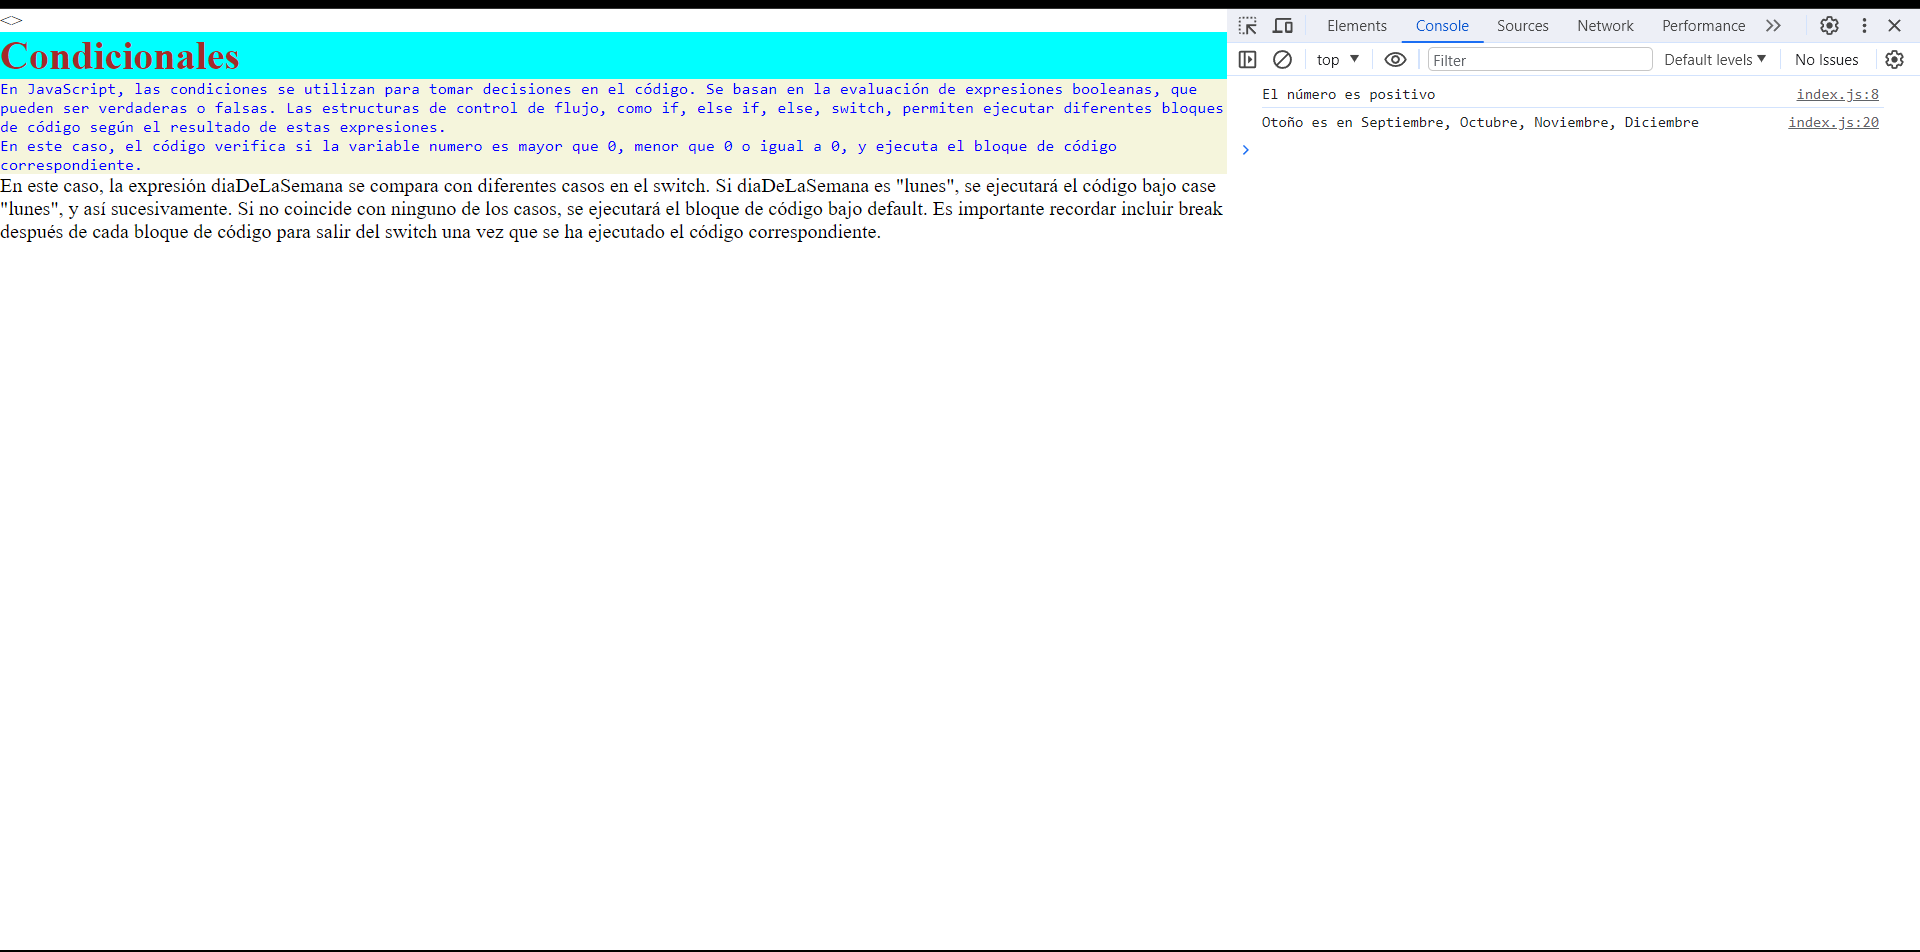 <>
Condicionales
En JavaScript, las condiciones se utilizan para tomar decisiones en el código. Se basan en la evaluación de expresiones booleanas, que
pueden ser verdaderas o falsas. Las estructuras de control de flujo, como if, else if, else, switch, permiten ejecutar diferentes bloques
de código según el resultado de estas expresiones.
En este caso, el código verifica si la variable numero es mayor que 0, menor que 0 o igual a 0, y ejecuta el bloque de código
correspondiente.
En este caso, la expresión diaDeLaSemana se compara con diferentes casos en el switch. Si diaDeLaSemana es "lunes", se ejecutará el código bajo case
"lunes", y así sucesivamente. Si no coincide con ninguno de los casos, se ejecutará el bloque de código bajo default. Es importante recordar incluir break
después de cada bloque de código para salir del switch una vez que se ha ejecutado el código correspondiente.
Elements Console Sources Network Performance
top Filter Default levels No Issues
El número es positivo index.js:8
Otoño es en Septiembre, Octubre, Noviembre, Diciembre index.js:20